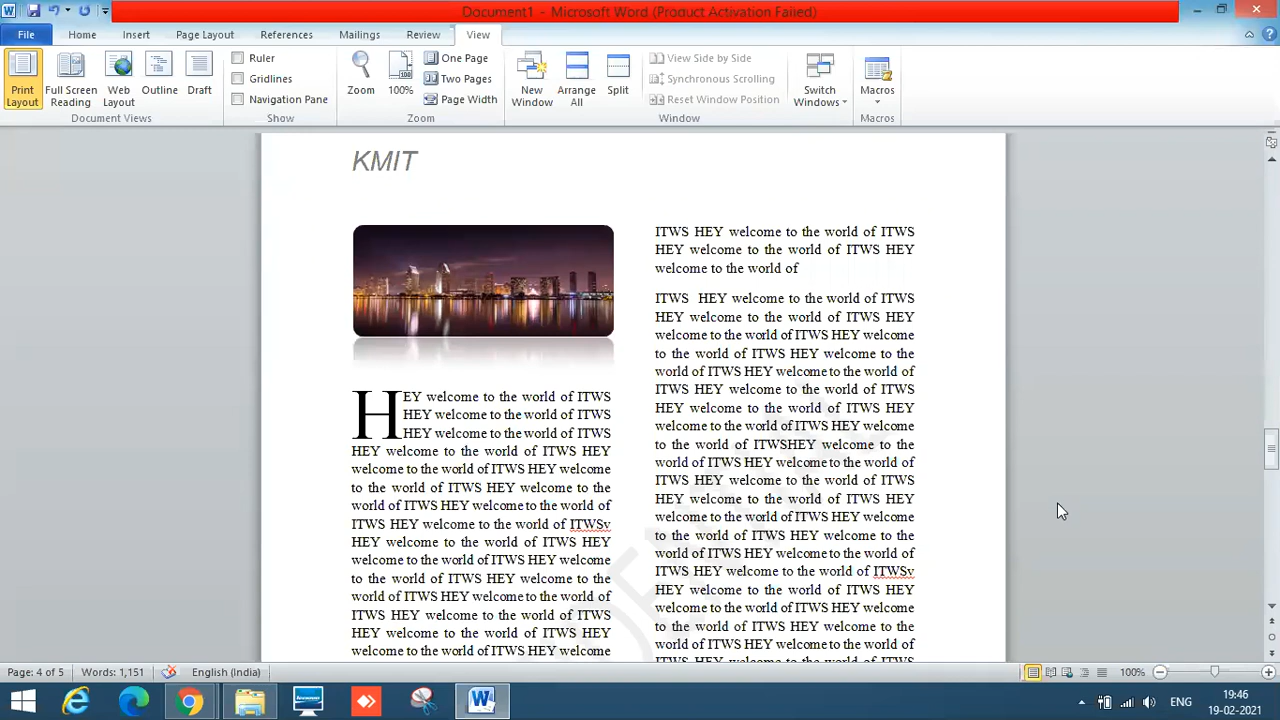 Document1 - Microsoft Word (Product Activation Failed)
File Home Insert Page Layout References Mailings Review View
Print Layout
Full Screen Reading
Web Layout
Outline
Draft
Document Views
Ruler
Gridlines
Navigation Pane
Show
Zoom
100%
One Page
Two Pages
Page Width
Zoom
New Window
Arrange All
Split
View Side by Side
Synchronous Scrolling
Reset Window Position
Window
Switch Windows
Macros
Macros
KMIT
HEY welcome to the world of ITWS
HEY welcome to the world of ITWS
HEY welcome to the world of ITWS
HEY welcome to the world of ITWS HEY
welcome to the world of ITWS HEY welcome
to the world of ITWS HEY welcome to the
world of ITWS HEY welcome to the world of
ITWS HEY welcome to the world of ITWSv
HEY welcome to the world of ITWS HEY
welcome to the world of ITWS HEY welcome
to the world of ITWS HEY welcome to the
world of ITWS HEY welcome to the world of
ITWS HEY welcome to the world of ITWS
HEY welcome to the world of ITWS HEY
welcome to the world of ITWS HEY welcome
ITWS HEY welcome to the world of ITWS
HEY welcome to the world of ITWS HEY
welcome to the world of
ITWS HEY welcome to the world of ITWS
HEY welcome to the world of ITWS HEY
welcome to the world of ITWS HEY welcome
to the world of ITWS HEY welcome to the
world of ITWS HEY welcome to the world of
ITWS HEY welcome to the world of ITWS
HEY welcome to the world of ITWS HEY
welcome to the world of ITWS HEY welcome
to the world of ITWSHEY welcome to the
world of ITWS HEY welcome to the world of
ITWS HEY welcome to the world of ITWS
HEY welcome to the world of ITWS HEY
welcome to the world of ITWS HEY welcome
to the world of ITWS HEY welcome to the
world of ITWS HEY welcome to the world of
ITWS HEY welcome to the world of ITWSv
HEY welcome to the world of ITWS HEY
welcome to the world of ITWS HEY welcome
to the world of ITWS HEY welcome to the
world of ITWS HEY welcome to the world of
ITWS HEY welcome to the world of ITWS
Page: 4 of 5 Words: 1,151 English (India) 100%
ENG 19:46
19-02-2021